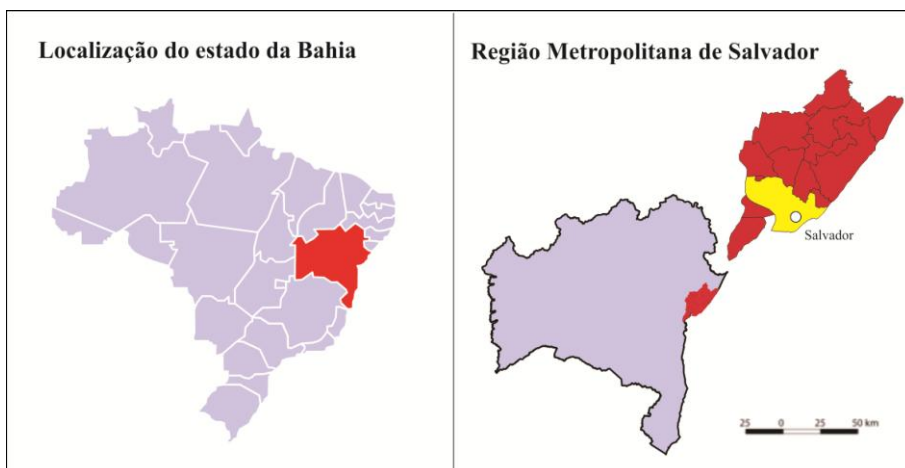 Localização do estado da Bahia
Região Metropolitana de Salvador
Salvador
25 0 25 50 km